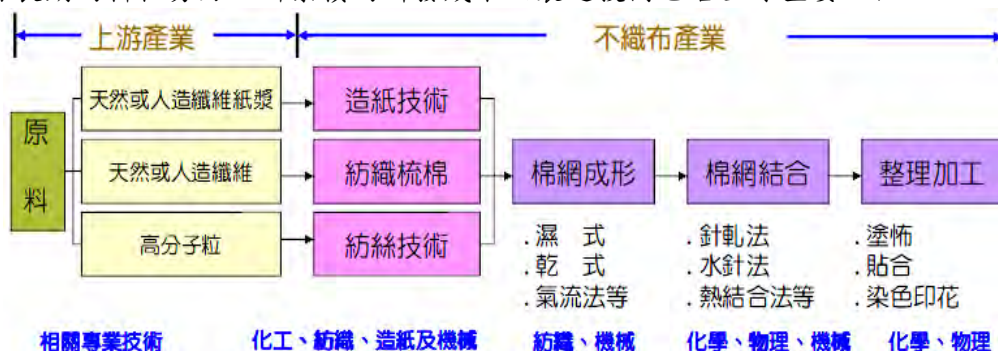 上游產業
不織布產業
原料
天然或人造纖維紙漿
天然或人造纖維
高分子粒
造紙技術
紡織梳棉
紡絲技術
棉網成形
棉網結合
整理加工
.濕 式
.乾 式
.氣流法等
.針軋法
.水針法
.熱結合法等
.塗怖
.貼合
.染色印花
相關專業技術
化工、紡織、造紙及機械
紡織、機械
化學、物理、機械
化學、物理